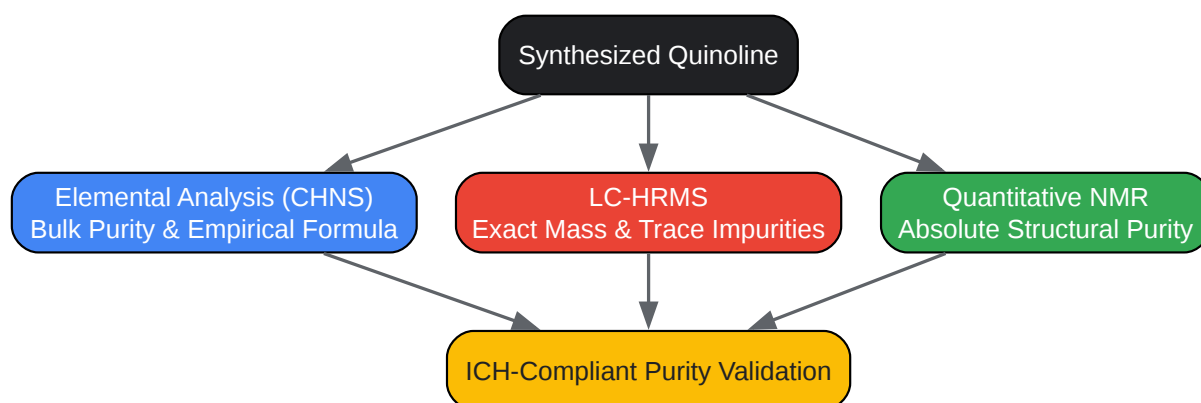 Synthesized Quinoline
Elemental Analysis (CHNS)
Bulk Purity & Empirical Formula
LC-HRMS
Exact Mass & Trace Impurities
Quantitative NMR
Absolute Structural Purity
ICH-Compliant Purity Validation